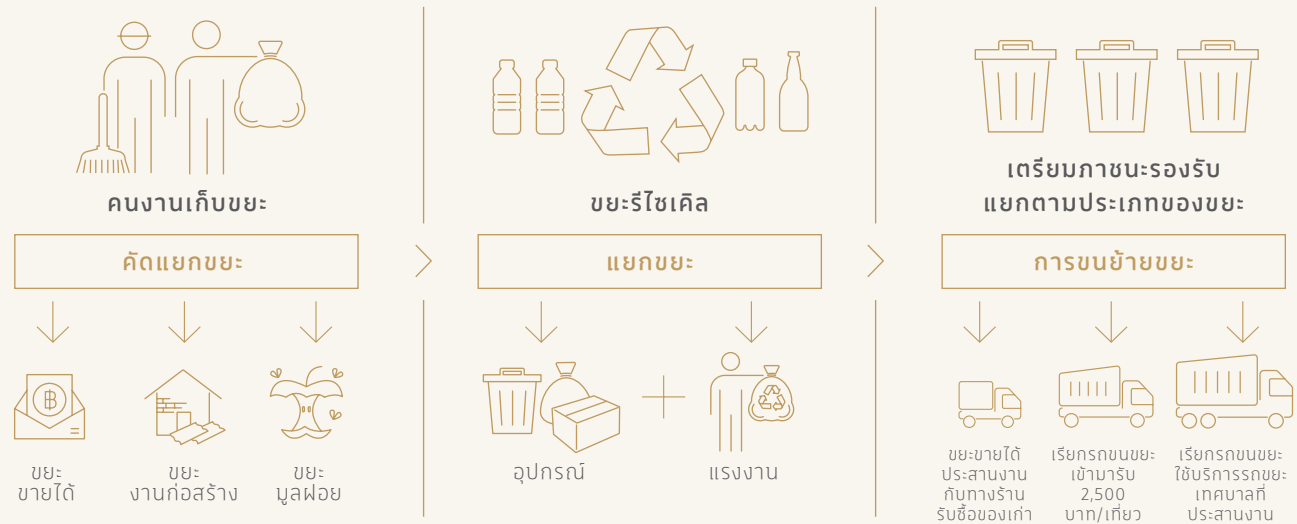 คนงานเก็บขยะ
คัดแยกขยะ
ขยะ
ขายได้
ขยะ
งานก่อสร้าง
ขยะ
มูลฝอย
ขยะรีไซเคิล
แยกขยะ
อุปกรณ์
แรงงาน
เตรียมภาชนะรองรับ
แยกตามประเภทของขยะ
การขนย้ายขยะ
ขยะขายได้
ประสานงาน
กับทางร้าน
รับซื้อของเก่า
เรียกรถขนขยะ
เข้ามารับ
2,500
บาท/เที่ยว
เรียกรถขนขยะ
ใช้บริการรถขยะ
เทศบาลที่
ประสานงาน